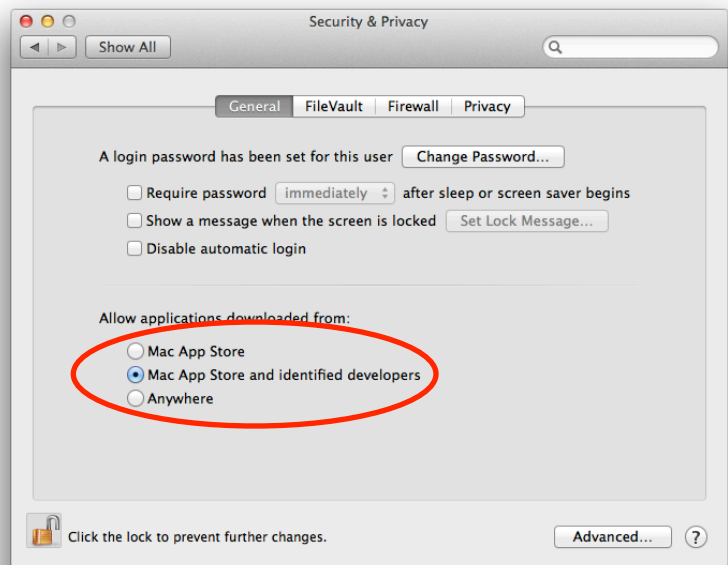 Security & Privacy
Show All
General FileVault Firewall Privacy
A login password has been set for this user Change Password...
Require password immediately after sleep or screen saver begins
Show a message when the screen is locked Set Lock Message...
Disable automatic login
Allow applications downloaded from:
Mac App Store
Mac App Store and identified developers
Anywhere
Click the lock to prevent further changes. Advanced... ?